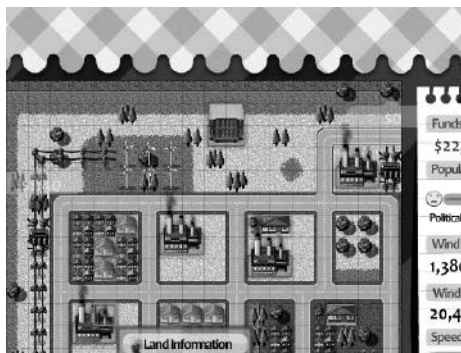 Funds
$22,
Popul
Political
Wind
1,38
Wind
20,4
Speed
Land Information